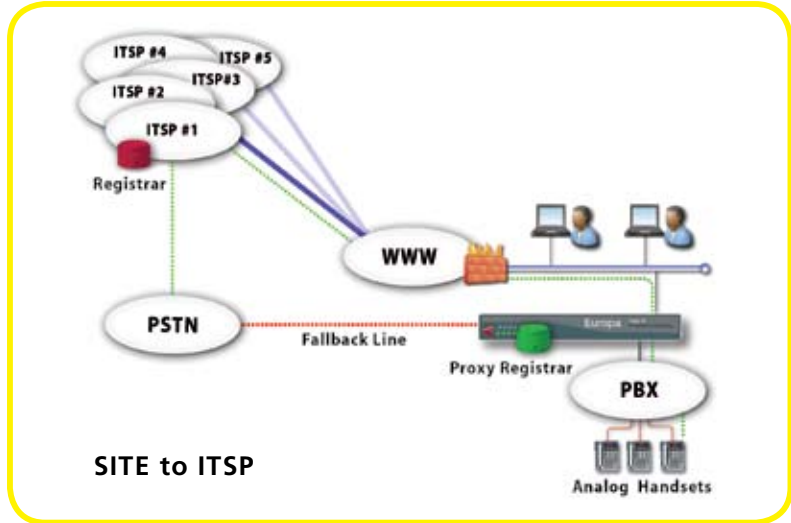 ITSP #4
ITSP #5
ITSP#3
ITSP #2
ITSP #1
Registrar
WWW
PSTN
Fallback Line
Europa
Proxy Registrar
PBX
SITE to ITSP
Analog Handsets